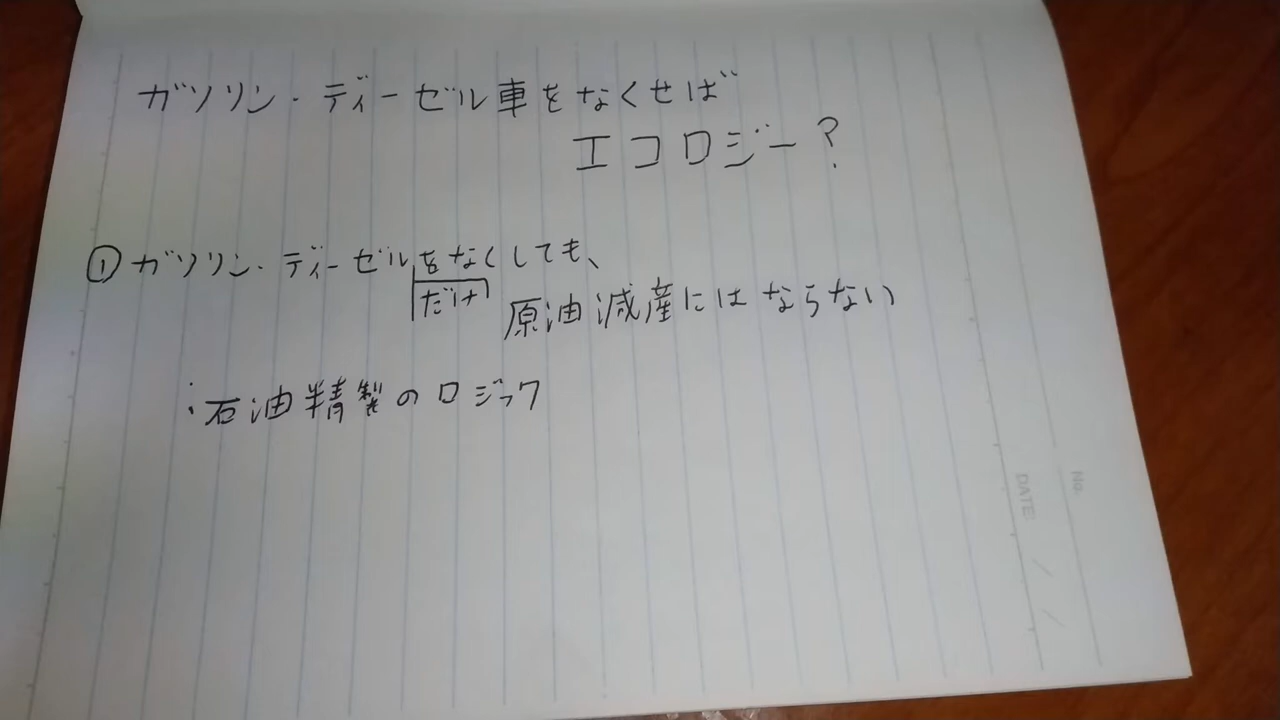 ガソリン・ディーゼル車をなくせば
エコロジー?
① ガソリン・ディーゼルをなくしても、
だけ
原油減産にはならない
∵石油精製のロジック
No.
DATE / /